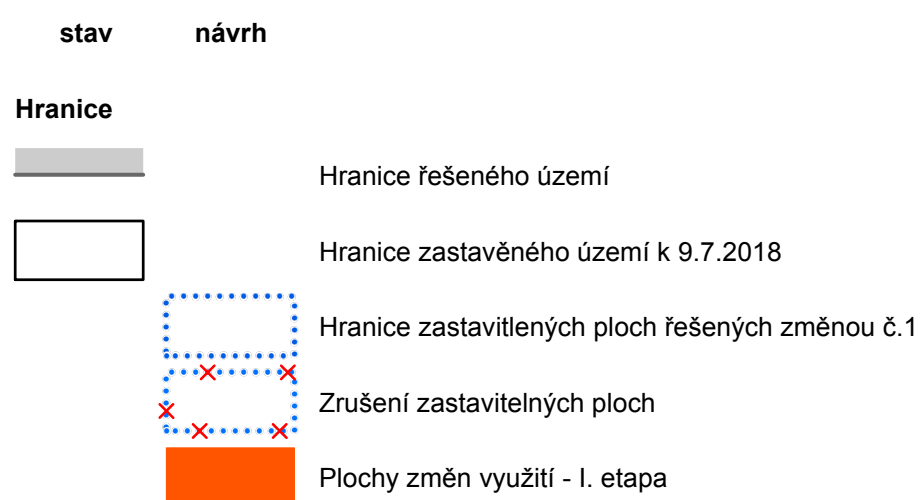 stav návrh
Hranice
Hranice řešeného území
Hranice zastavěného území k 9.7.2018
Hranice zastavitlených ploch řešených změnou č.1
Zrušení zastavitelných ploch
Plochy změn využití - I. etapa